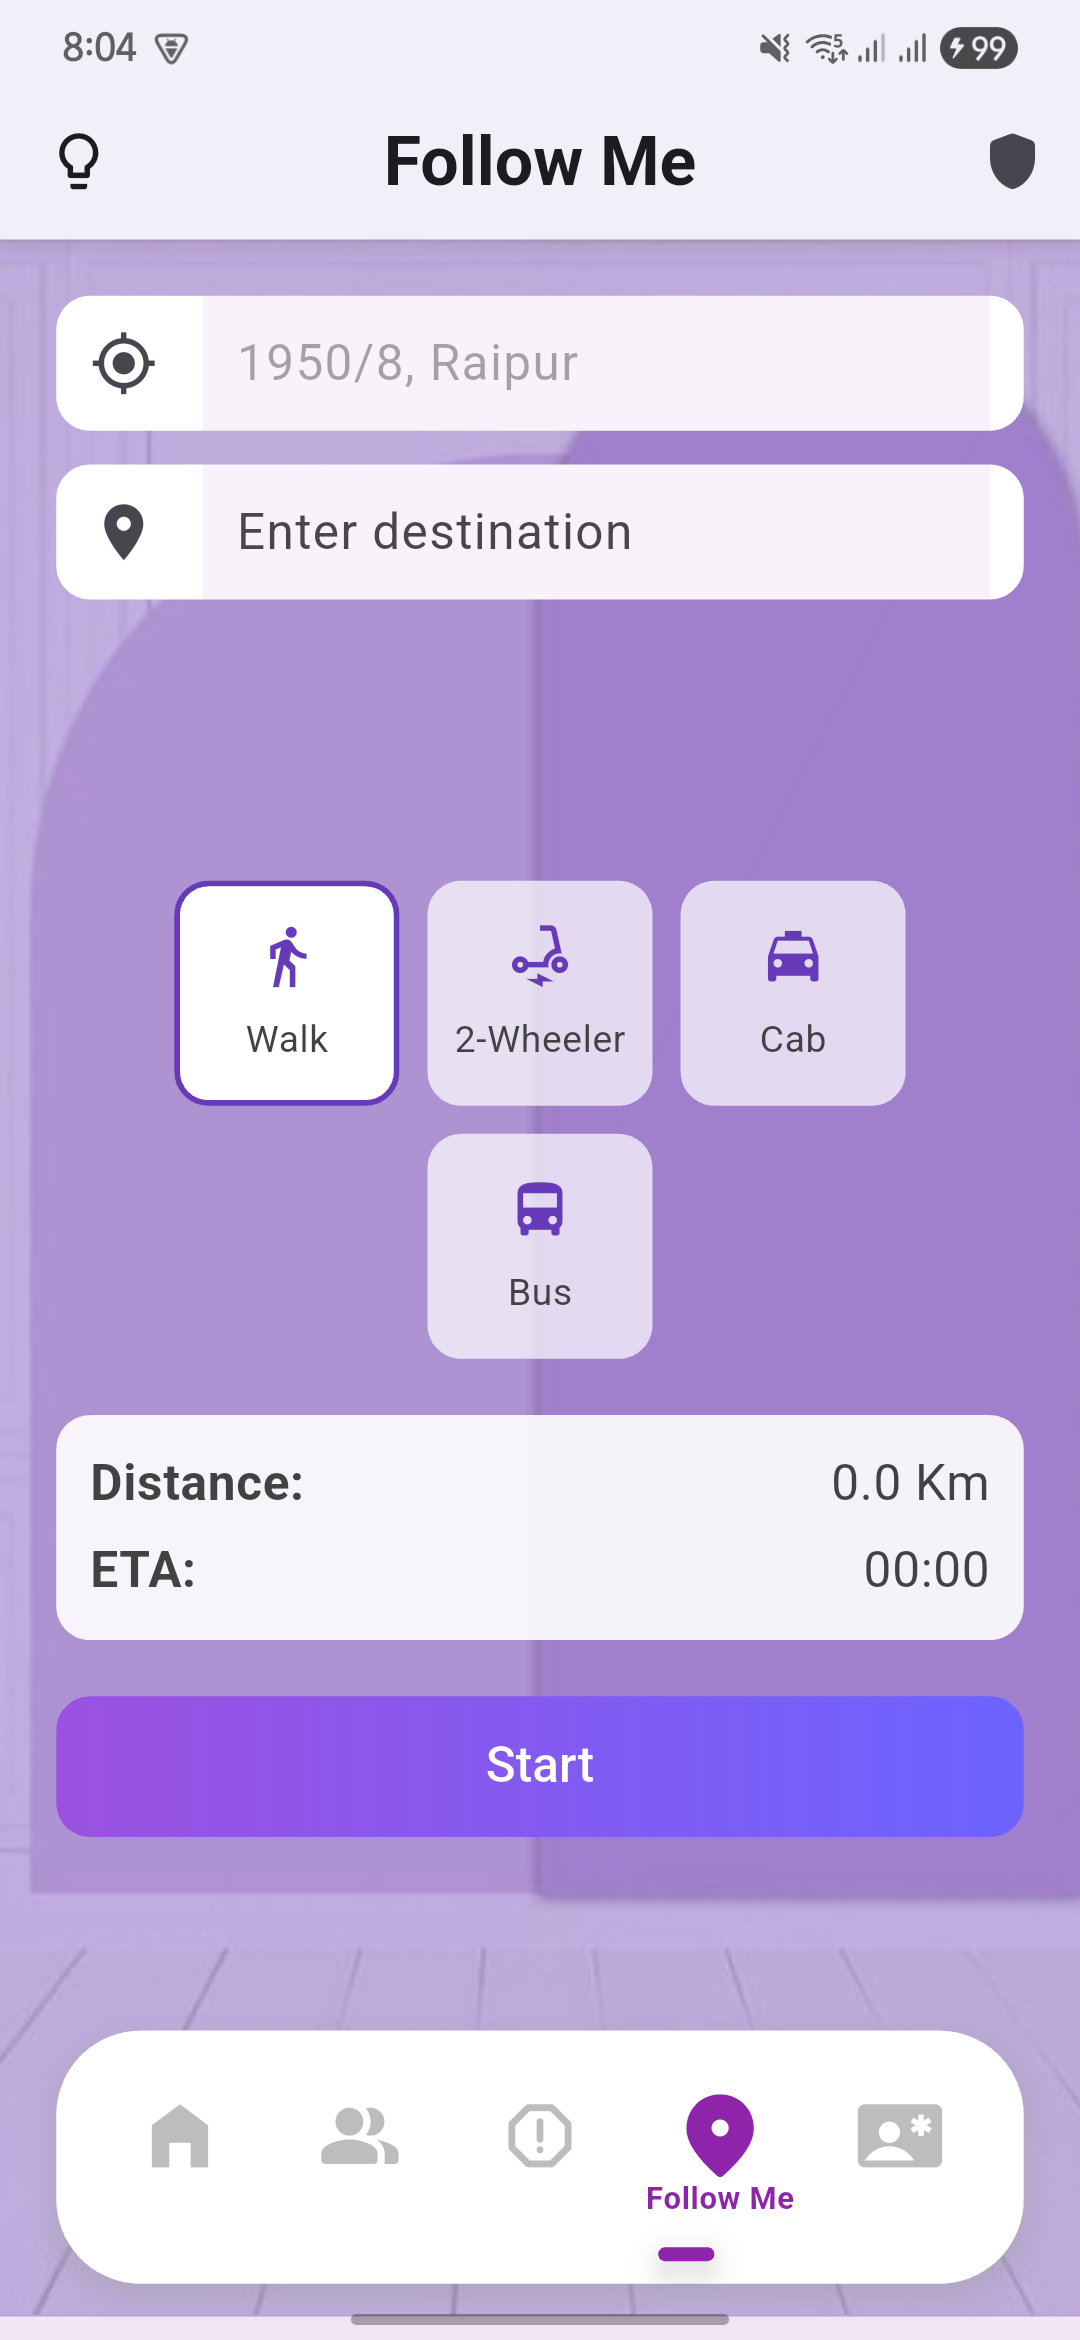 8:04
5
99
Follow Me
1950/8, Raipur
Enter destination
Walk
2-Wheeler
Cab
Bus
Distance:
0.0 Km
ETA:
00:00
Start
Follow Me